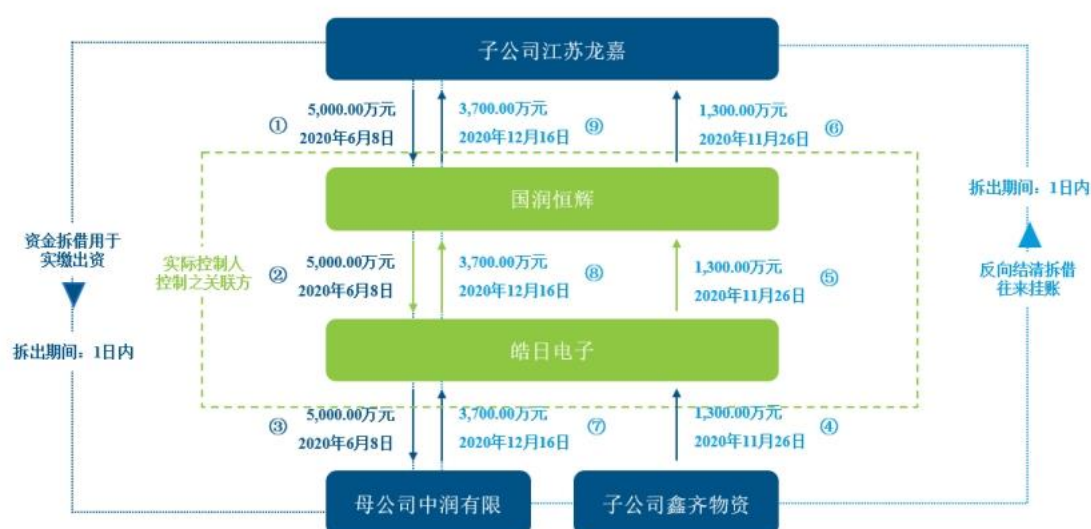 子公司江苏龙嘉
① 5,000.00万元
2020年6月8日
3,700.00万元 ⑨
2020年12月16日
1,300.00万元 ⑥
2020年11月26日
拆出期间：1日内
国润恒辉
资金拆借用于
实缴出资
实际控制人
控制之关联方
② 5,000.00万元
2020年6月8日
3,700.00万元 ⑧
2020年12月16日
1,300.00万元 ⑤
2020年11月26日
反向结清拆借
往来挂账
拆出期间：1日内
皓日电子
③ 5,000.00万元
2020年6月8日
3,700.00万元 ⑦
2020年12月16日
1,300.00万元 ④
2020年11月26日
母公司中润有限
子公司鑫齐物资